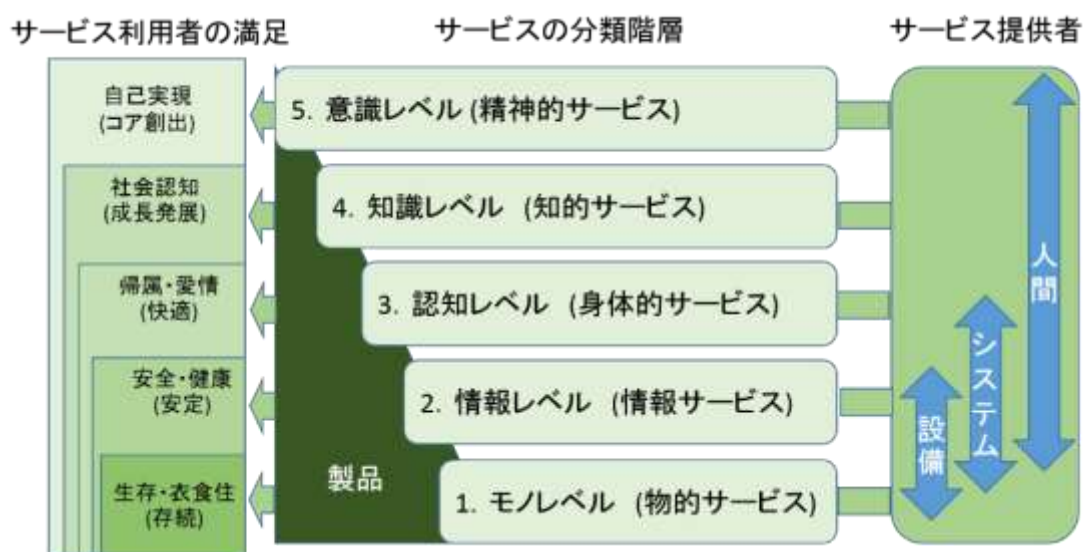 サービス利用者の満足
サービスの分類階層
サービス提供者
自己実現
(コア創出)
社会認知
(成長発展)
帰属・愛情
(快適)
安全・健康
(安定)
生存・衣食住
(存続)
5. 意識レベル (精神的サービス)
4. 知識レベル (知的サービス)
3. 認知レベル (身体的サービス)
2. 情報レベル (情報サービス)
1. モノレベル (物的サービス)
製品
設備
システム
人間